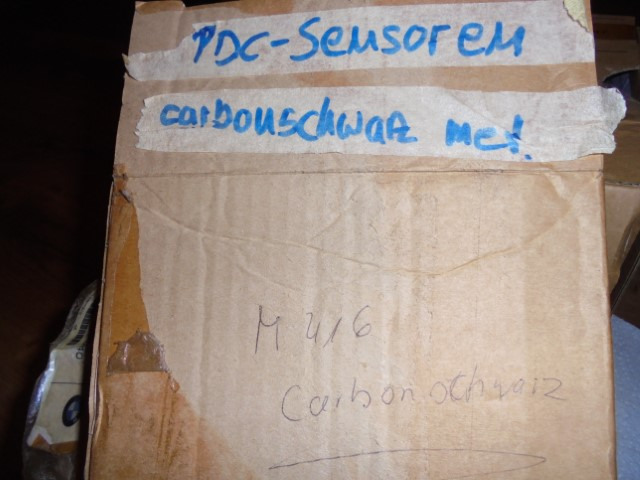 PDC-Sensoren
carbonschwarz met.
M 416
Carbonschwarz